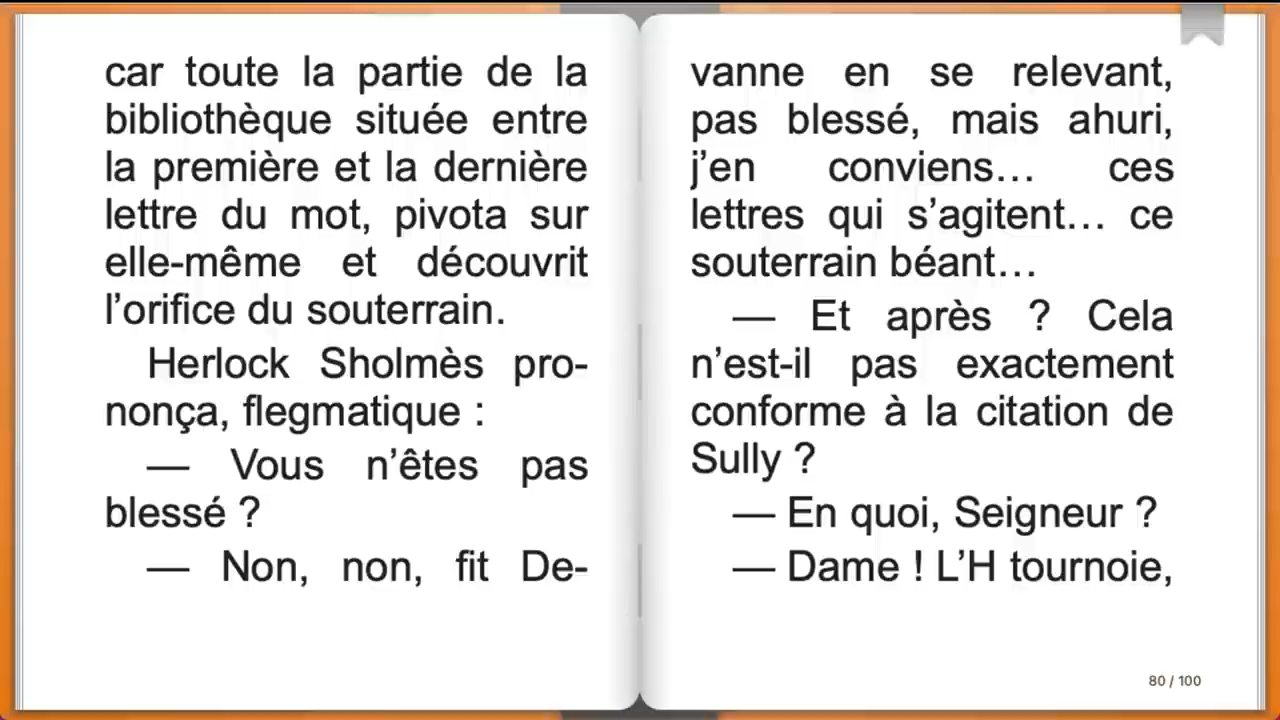 car toute la partie de la
bibliothèque située entre
la première et la dernière
lettre du mot, pivota sur
elle-même et découvrit
l’orifice du souterrain.
Herlock Sholmès pro-
nonça, flegmatique :
— Vous n’êtes pas
blessé ?
— Non, non, fit De-
vanne en se relevant,
pas blessé, mais ahuri,
j’en conviens… ces
lettres qui s’agitent… ce
souterrain béant…
— Et après ? Cela
n’est-il pas exactement
conforme à la citation de
Sully ?
— En quoi, Seigneur ?
— Dame ! L’H tournoie,
80 / 100